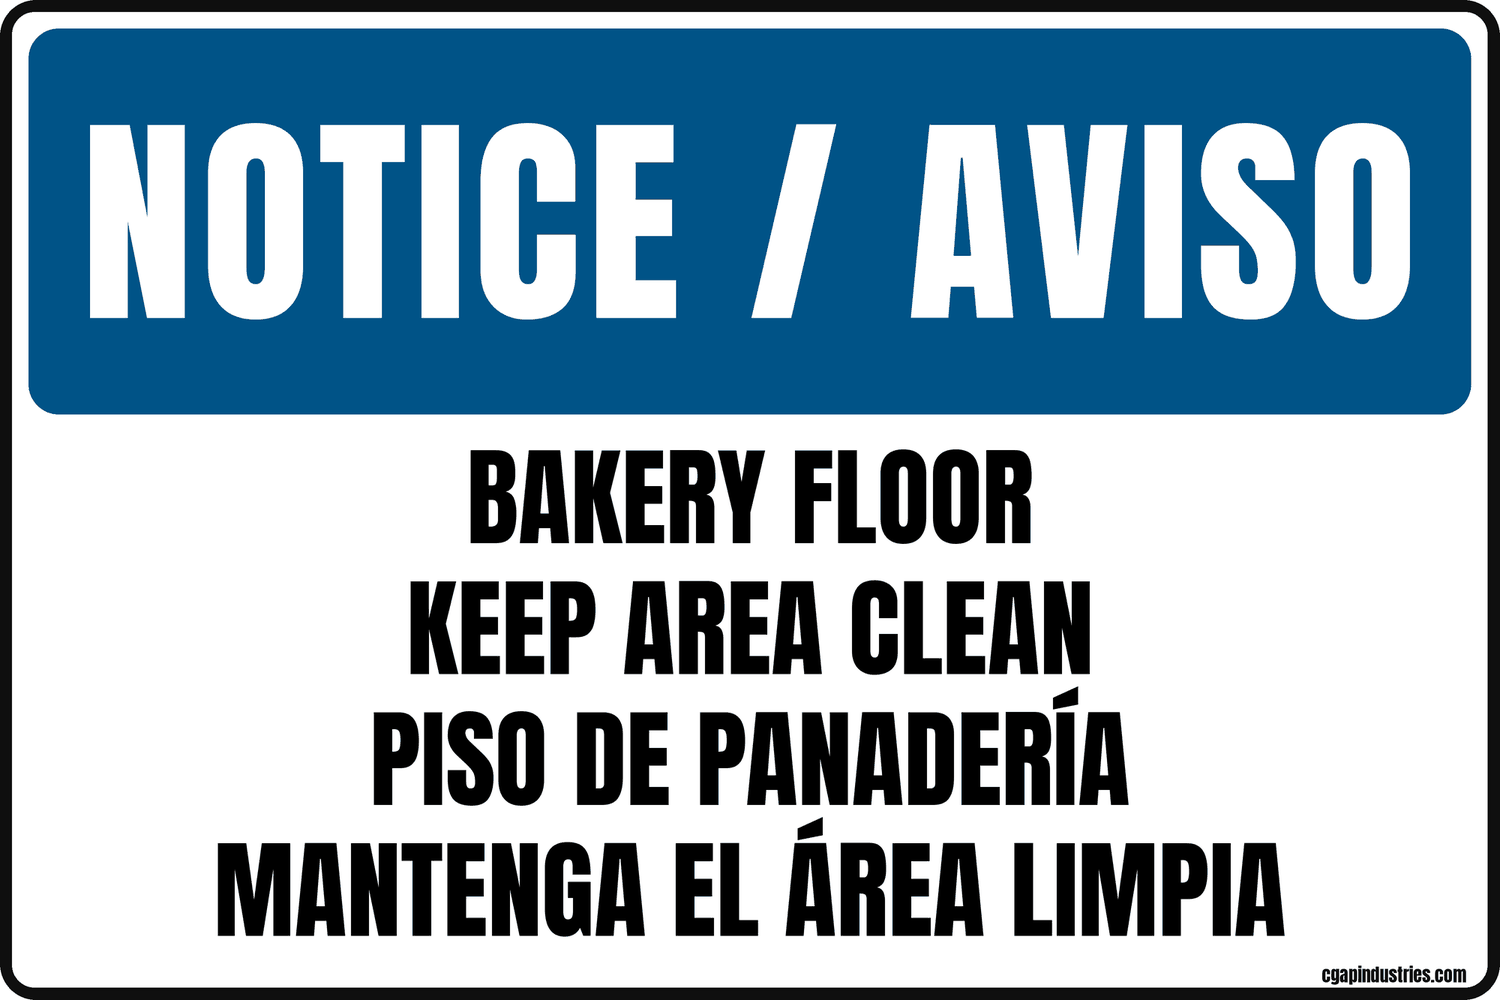 NOTICE / AVISO
BAKERY FLOOR
KEEP AREA CLEAN
PISO DE PANADERÍA
MANTENGA EL ÁREA LIMPIA
cgapindustries.com